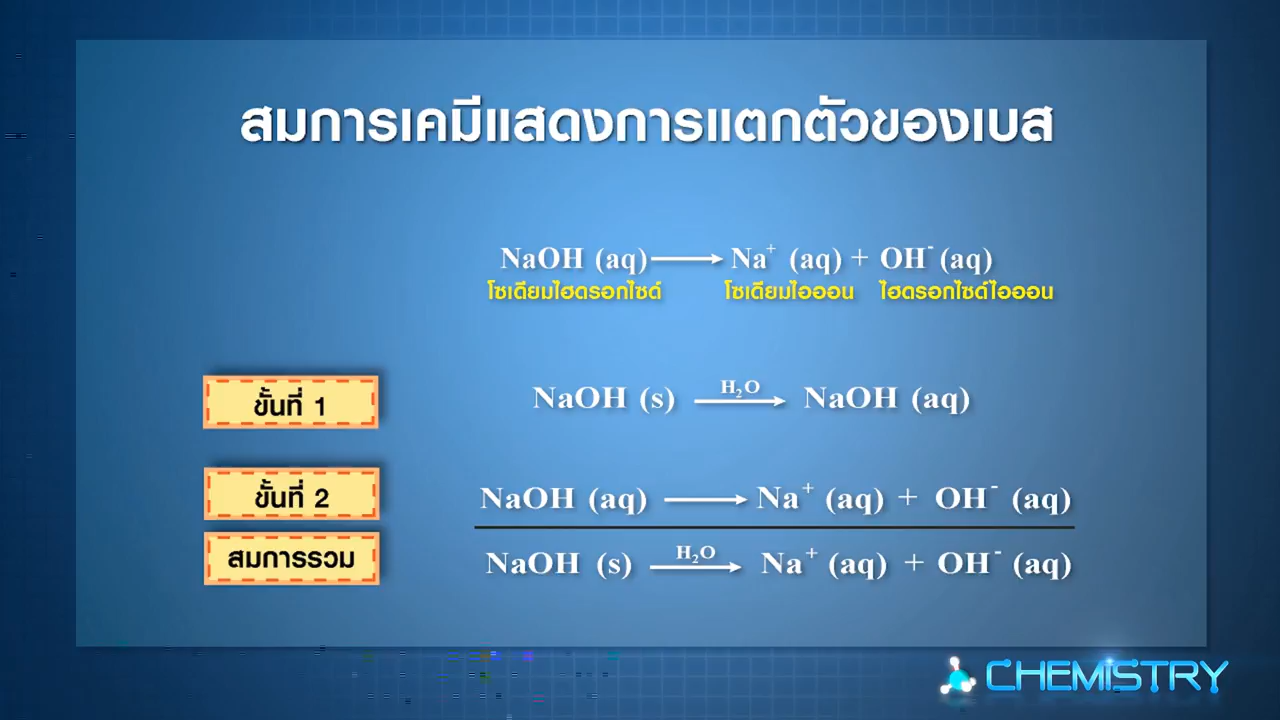 สมการเคมีแสดงการแตกตัวของเบส
NaOH (aq) ⟶ Na⁺ (aq) + OH⁻ (aq)
โซเดียมไฮดรอกไซด์ โซเดียมไอออน ไฮดรอกไซด์ไอออน
ขั้นที่ 1 NaOH (s) H₂O ⟶ NaOH (aq)
ขั้นที่ 2 NaOH (aq) ⟶ Na⁺ (aq) + OH⁻ (aq)
สมการรวม NaOH (s) H₂O ⟶ Na⁺ (aq) + OH⁻ (aq)
CHEMISTRY